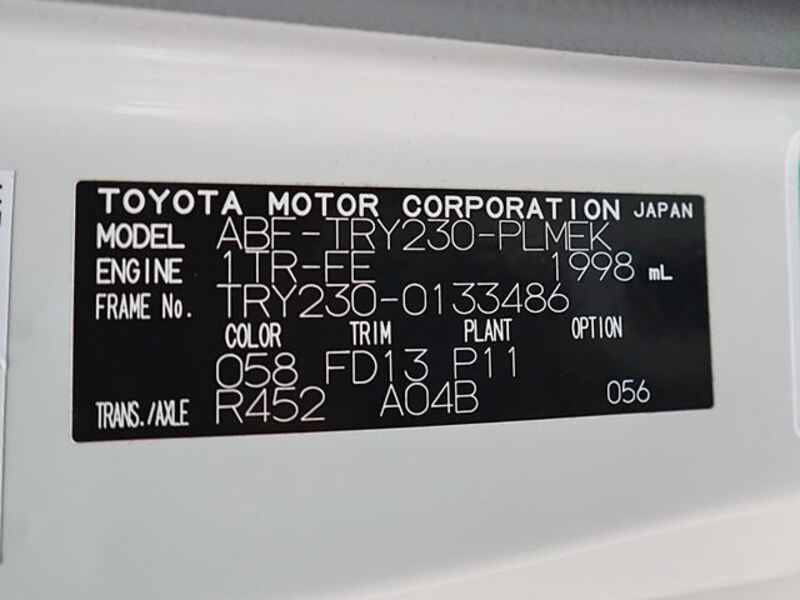 TOYOTA MOTOR CORPORATION JAPAN
MODEL ABF-TRY230-PLMEK
ENGINE 1TR-FE 1998 mL
FRAME No. TRY230-0133486
COLOR TRIM PLANT OPTION
058 FD13 P11
TRANS./AXLE R452 A04B 056